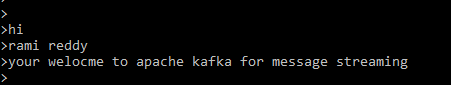 >
>hi
>rami reddy
>your welocme to apache kafka for message streaming
>